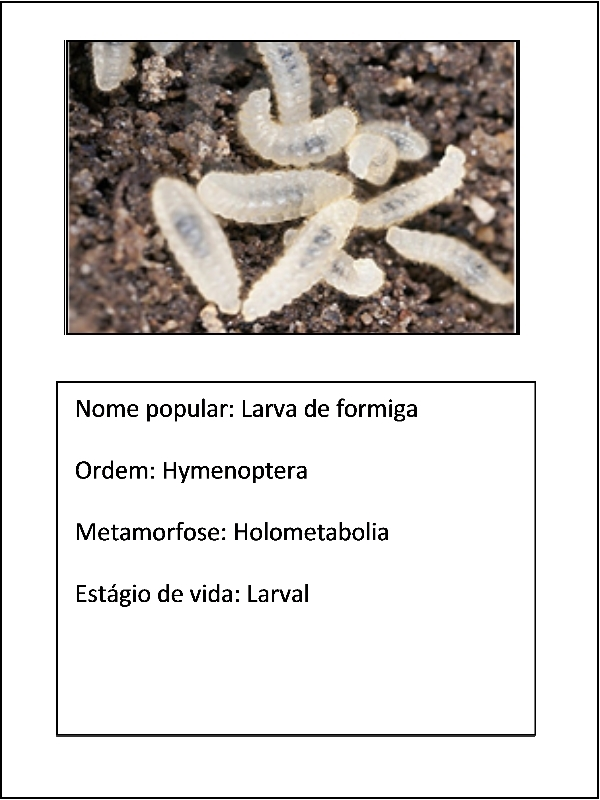 Nome popular: Larva de formiga
Ordem: Hymenoptera
Metamorfose: Holometabolia
Estágio de vida: Larval